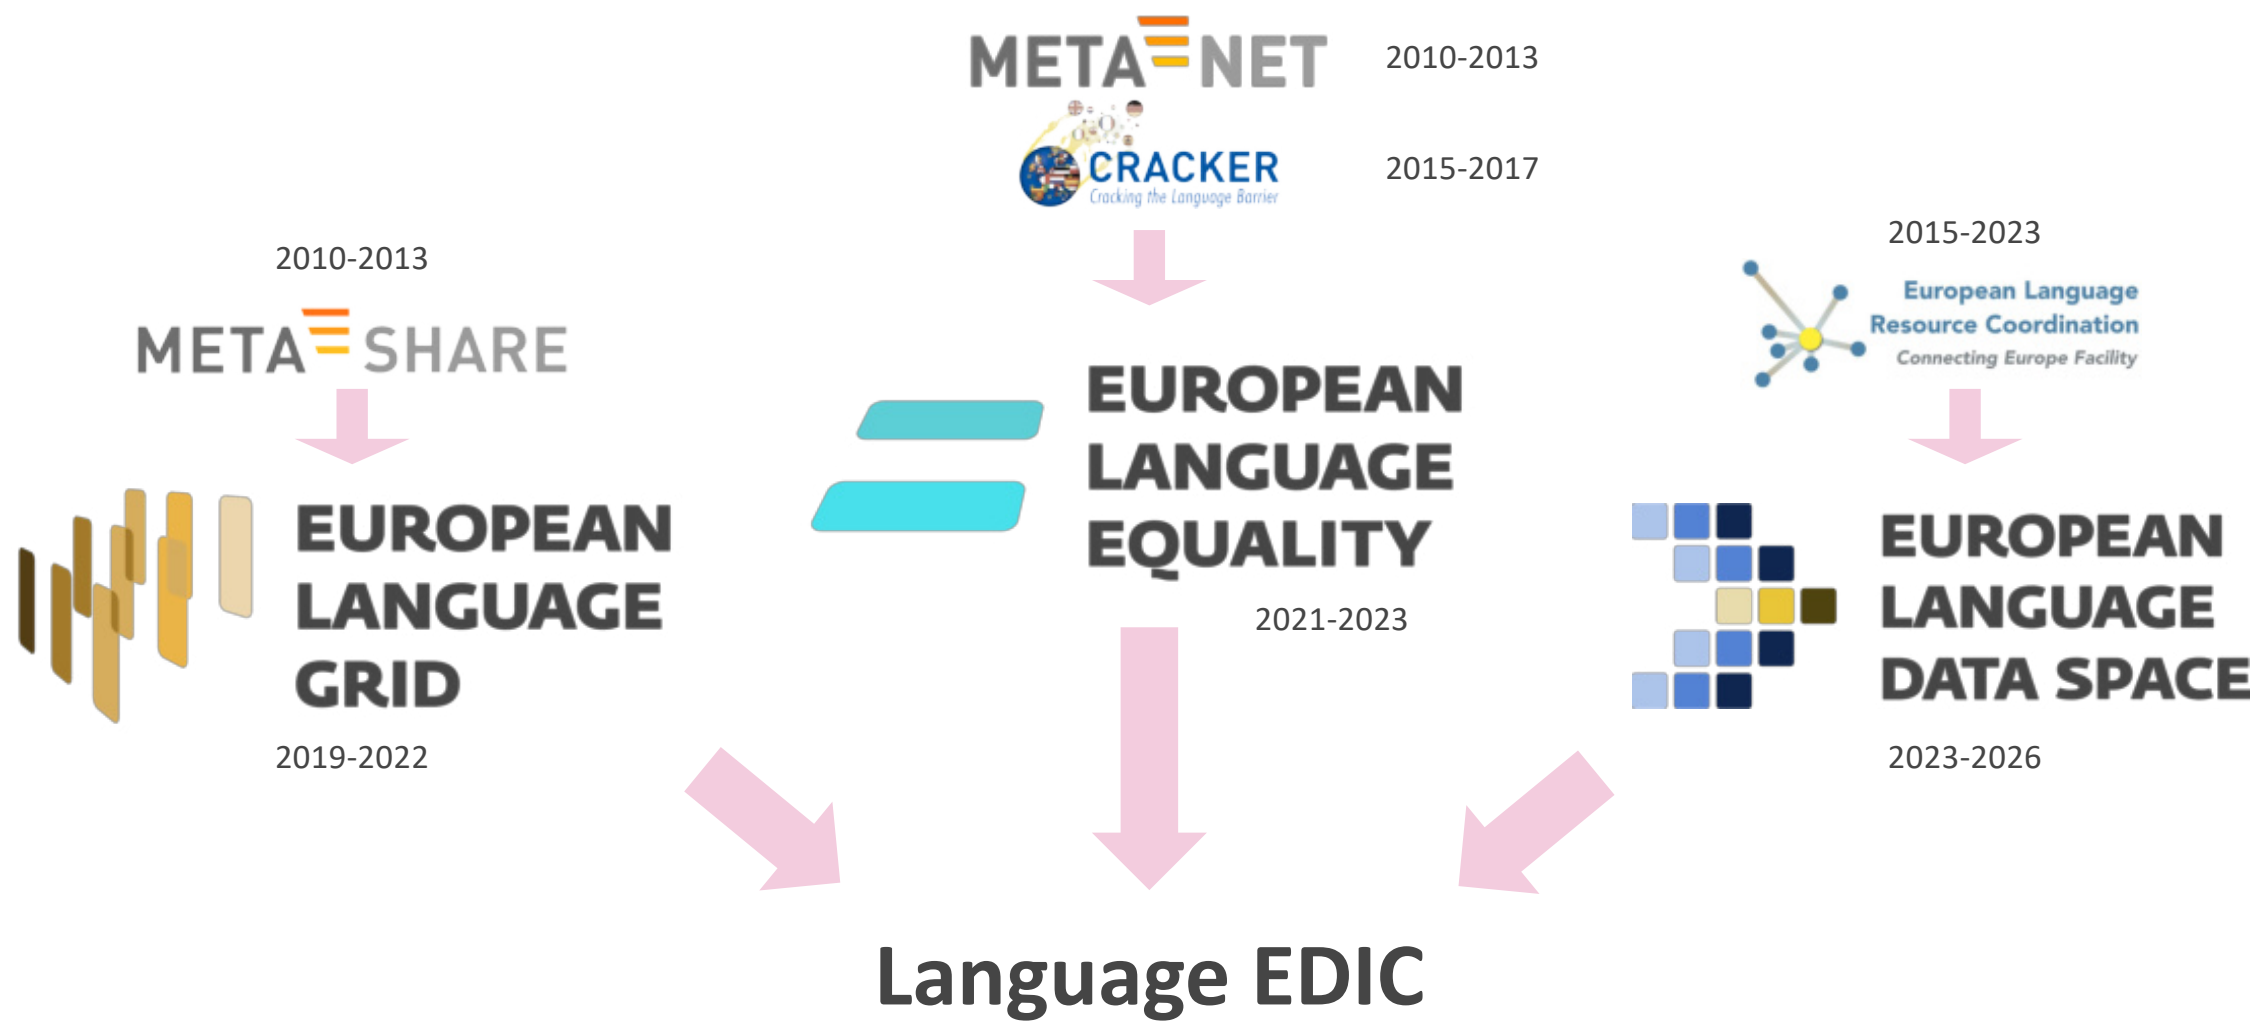 META NET
2010-2013
CRACKER
Cracking the Language Barrier
2015-2017
2010-2013
META SHARE
EUROPEAN
LANGUAGE
GRID
2019-2022
EUROPEAN
LANGUAGE
EQUALITY
2021-2023
2015-2023
European Language
Resource Coordination
Connecting Europe Facility
EUROPEAN
LANGUAGE
DATA SPACE
2023-2026
Language EDIC